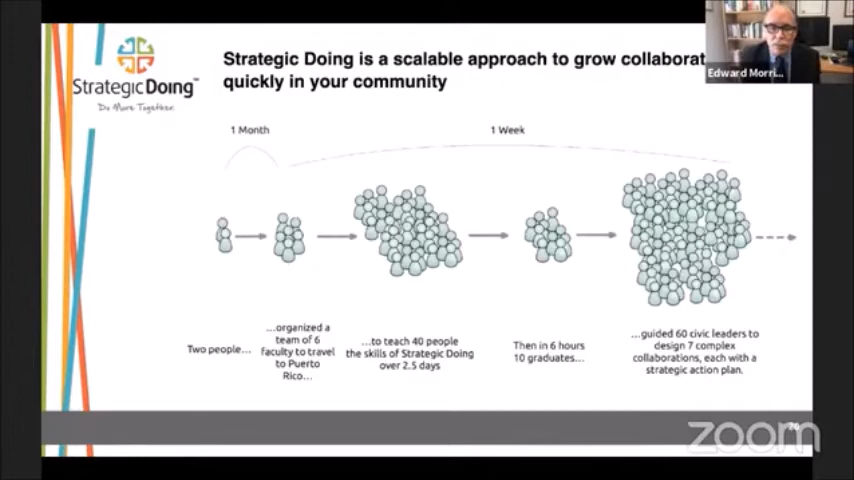 Strategic Doing is a scalable approach to grow collaborat
quickly in your community
Edward Morri...
StrategicDoing™
Do More Together.
1 Month
1 Week
Two people...
...organized a
team of 6
faculty to travel
to Puerto
Rico...
...to teach 40 people
the skills of Strategic Doing
over 2.5 days
Then in 6 hours
10 graduates...
...guided 60 civic leaders to
design 7 complex
collaborations, each with a
strategic action plan.
zoom